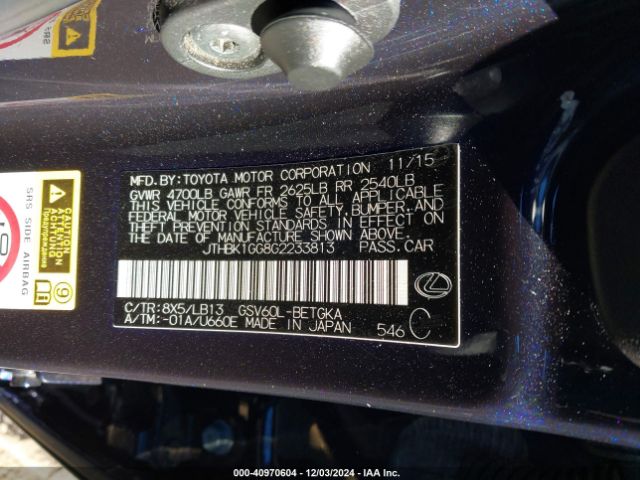 MFD.BY:TOYOTA MOTOR CORPORATION 11/15
GVWR 4700LB GAWR FR 2625LB RR 2540LB
THIS VEHICLE CONFORMS TO ALL APPLICABLE
FEDERAL MOTOR VEHICLE SAFETY, BUMPER, AND
THEFT PREVENTION STANDARDS IN EFFECT ON
THE DATE OF MANUFACTURE SHOWN ABOVE.
JTHBK1GG8G2233813 PASS.CAR
C/TR:8X5/LB13 GSV60L-BETGKA
A/TM:-01A/U660E MADE IN JAPAN 546 C
SRS SIDE AIRBAG
ATTENTION
9
000-40970604 - 12/03/2024 - IAA Inc.